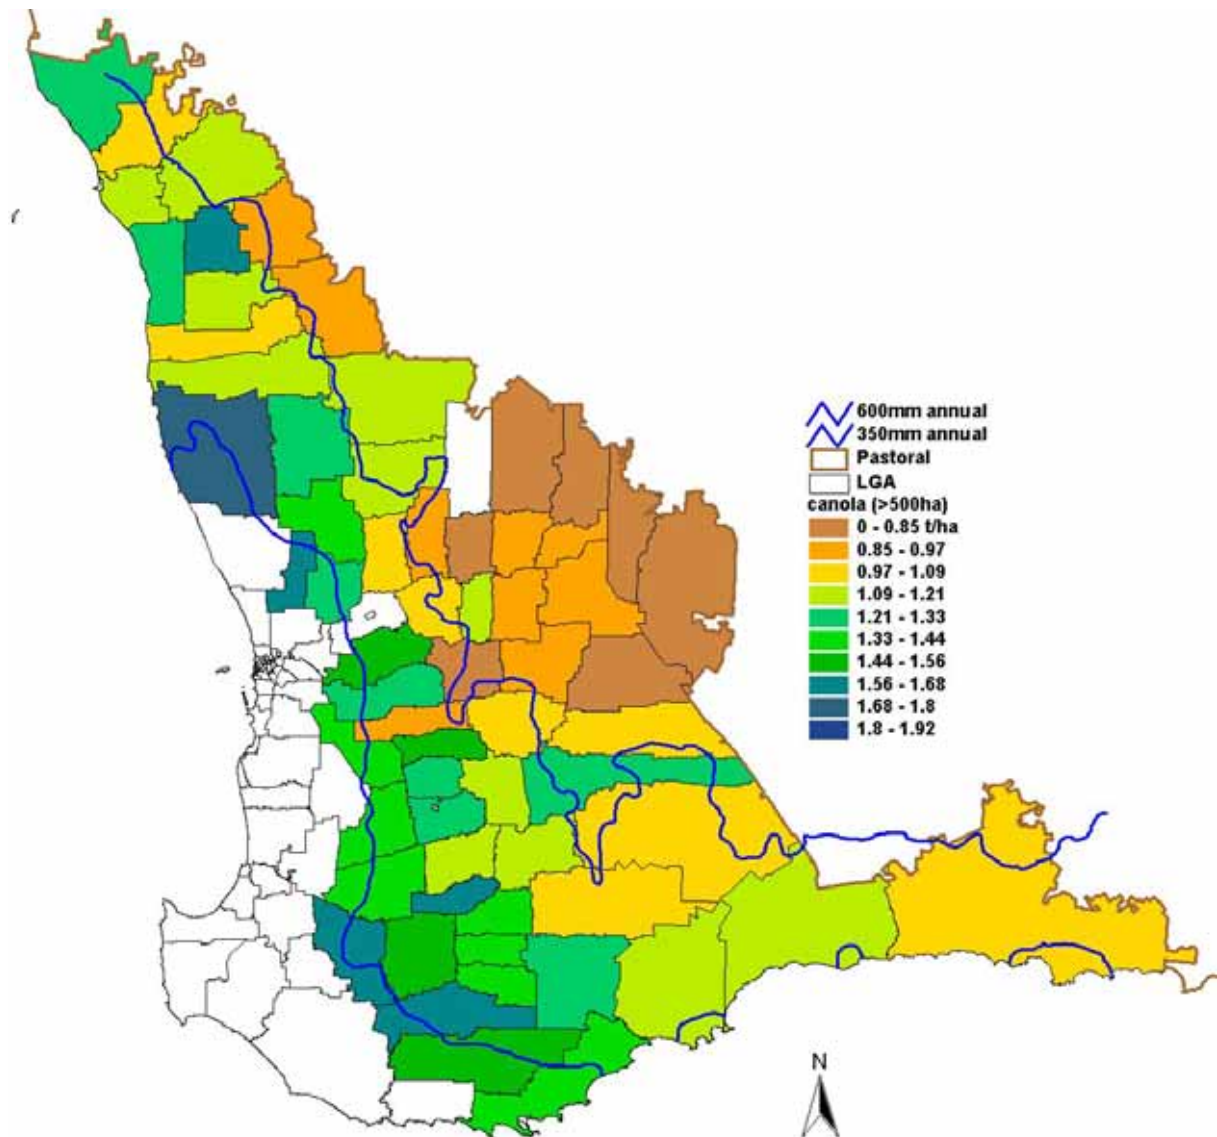 600mm annual
350mm annual
Pastoral
LGA
canola (>500ha)
0 - 0.85 t/ha
0.85 - 0.97
0.97 - 1.09
1.09 - 1.21
1.21 - 1.33
1.33 - 1.44
1.44 - 1.56
1.56 - 1.68
1.68 - 1.8
1.8 - 1.92
N